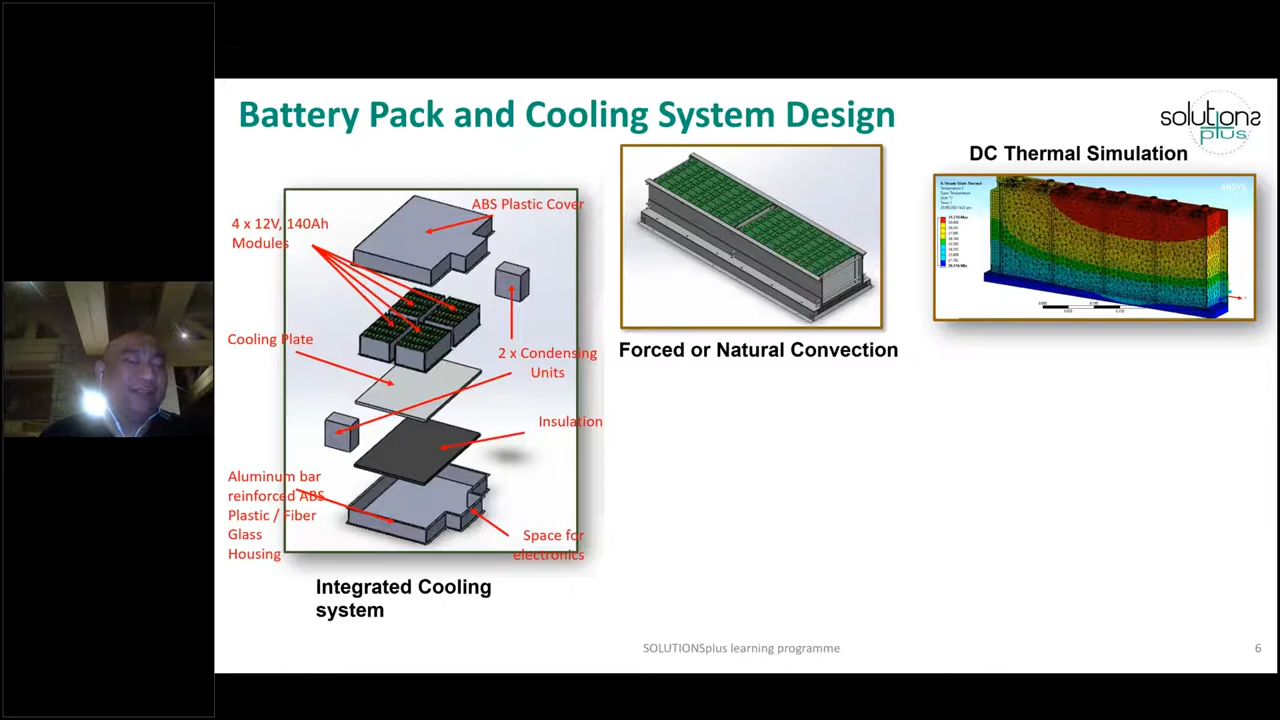 Battery Pack and Cooling System Design
solutions
plus
DC Thermal Simulation
ABS Plastic Cover
4 x 12V, 140Ah
Modules
Cooling Plate
2 x Condensing
Units
Insulation
Aluminum bar
reinforced ABS
Plastic / Fiber
Glass
Housing
Space for
electronics
Integrated Cooling
system
Forced or Natural Convection
ANSYS
SOLUTIONSplus learning programme
6